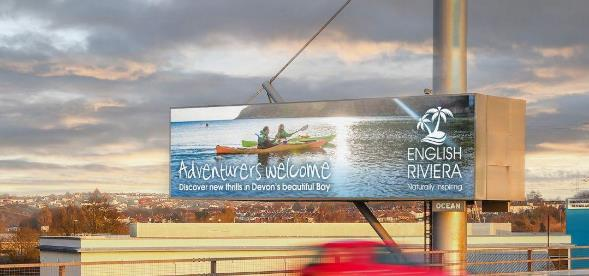 Adventurers welcome
Discover new thrills in Devon's beautiful Bay
ENGLISH
RIVIERA
Naturally inspiring
OCEAN